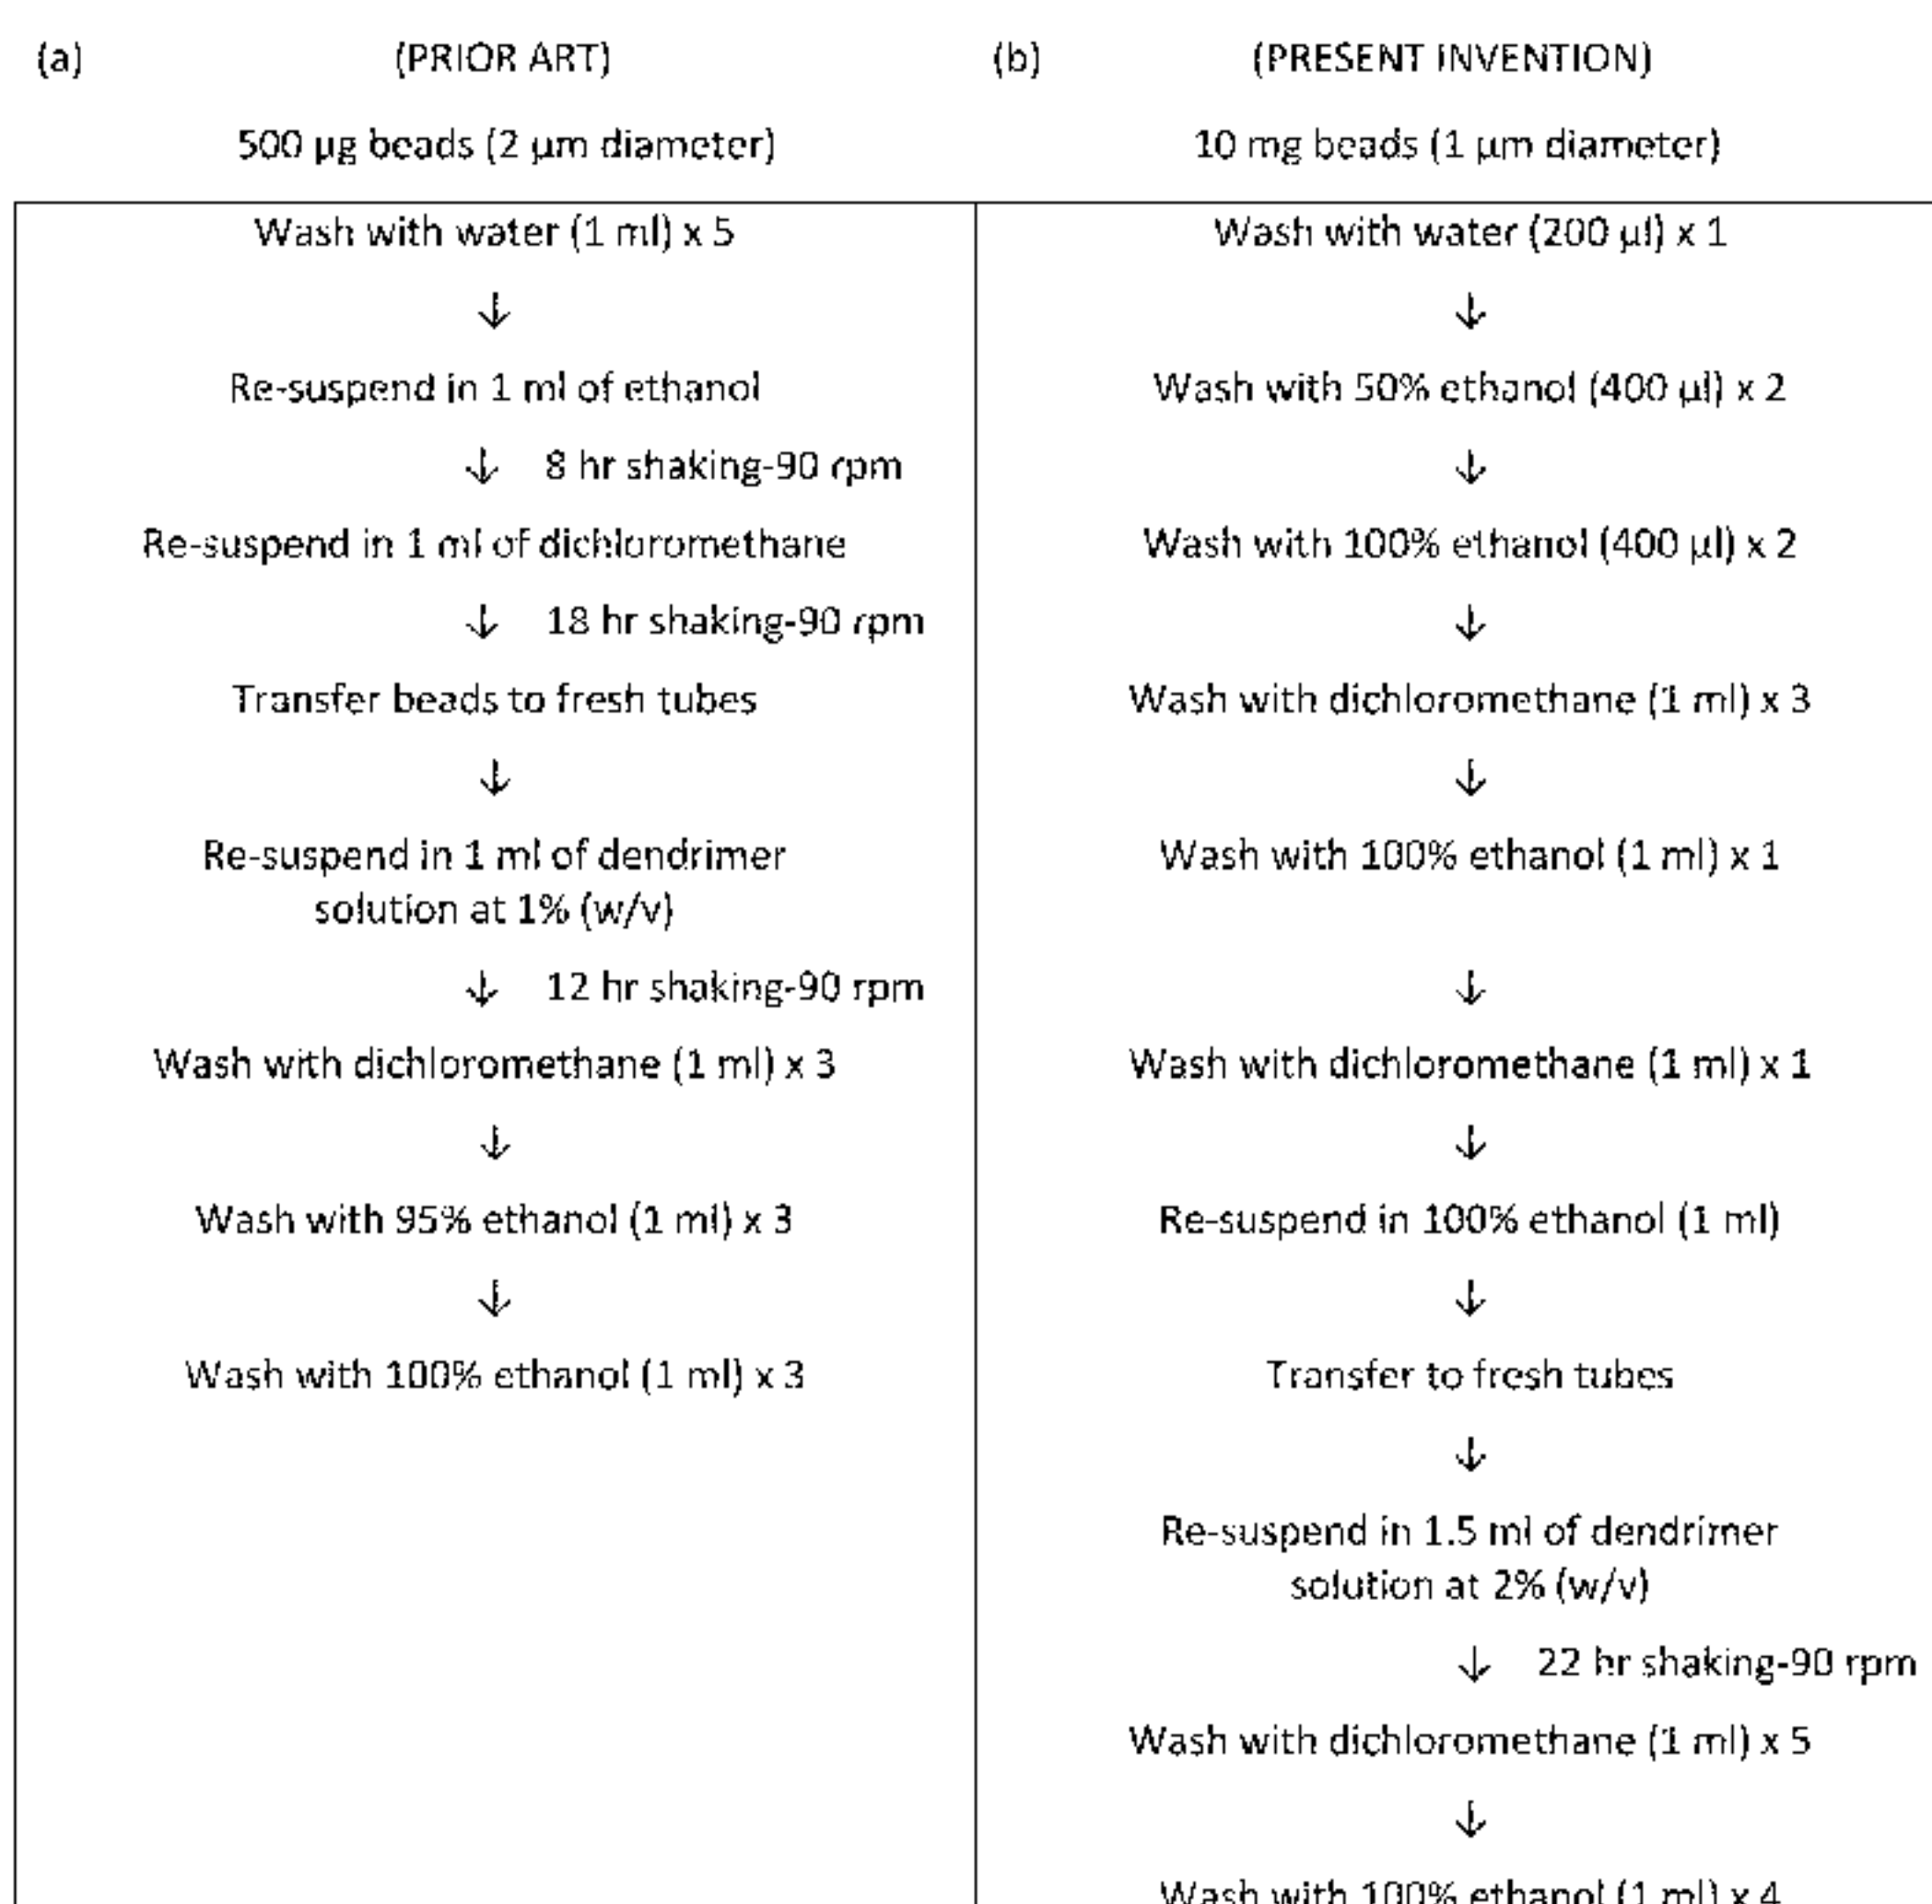 (a) (PRIOR ART)
500 µg beads (2 µm diameter)
Wash with water (1 ml) x 5
↓
Re-suspend in 1 ml of ethanol
↓ 8 hr shaking-90 rpm
Re-suspend in 1 ml of dichloromethane
↓ 18 hr shaking-90 rpm
Transfer beads to fresh tubes
↓
Re-suspend in 1 ml of dendrimer
solution at 1% (w/v)
↓ 12 hr shaking-90 rpm
Wash with dichloromethane (1 ml) x 3
↓
Wash with 95% ethanol (1 ml) x 3
↓
Wash with 100% ethanol (1 ml) x 3
(b) (PRESENT INVENTION)
10 mg beads (1 µm diameter)
Wash with water (200 µl) x 1
↓
Wash with 50% ethanol (400 µl) x 2
↓
Wash with 100% ethanol (400 µl) x 2
↓
Wash with dichloromethane (1 ml) x 3
↓
Wash with 100% ethanol (1 ml) x 1
↓
Wash with dichloromethane (1 ml) x 1
↓
Re-suspend in 100% ethanol (1 ml)
↓
Transfer to fresh tubes
↓
Re-suspend in 1.5 ml of dendrimer
solution at 2% (w/v)
↓ 22 hr shaking-90 rpm
Wash with dichloromethane (1 ml) x 5
↓
Wash with 100% ethanol (1 ml) x 4